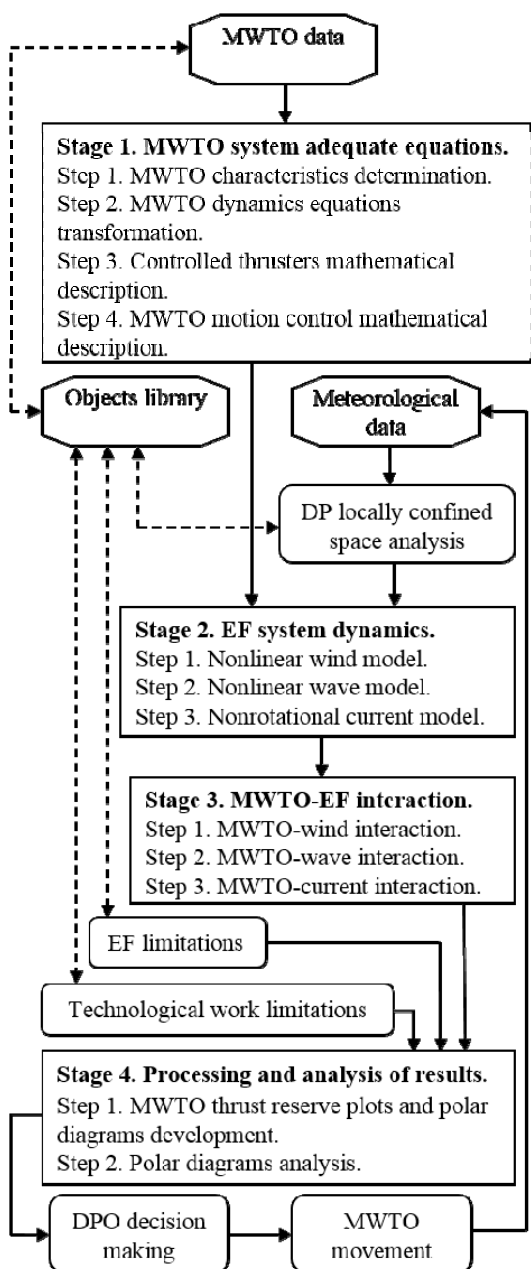 MWTO data
Stage 1. MWTO system adequate equations.
Step 1. MWTO characteristics determination.
Step 2. MWTO dynamics equations
transformation.
Step 3. Controlled thrusters mathematical
description.
Step 4. MWTO motion control mathematical
description.
Objects library
Meteorological
data
DP locally confined
space analysis
Stage 2. EF system dynamics.
Step 1. Nonlinear wind model.
Step 2. Nonlinear wave model.
Step 3. Nonrotational current model.
Stage 3. MWTO-EF interaction.
Step 1. MWTO-wind interaction.
Step 2. MWTO-wave interaction.
Step 3. MWTO-current interaction.
EF limitations
Technological work limitations
Stage 4. Processing and analysis of results.
Step 1. MWTO thrust reserve plots and polar
diagrams development.
Step 2. Polar diagrams analysis.
DPO decision
making
MWTO
movement